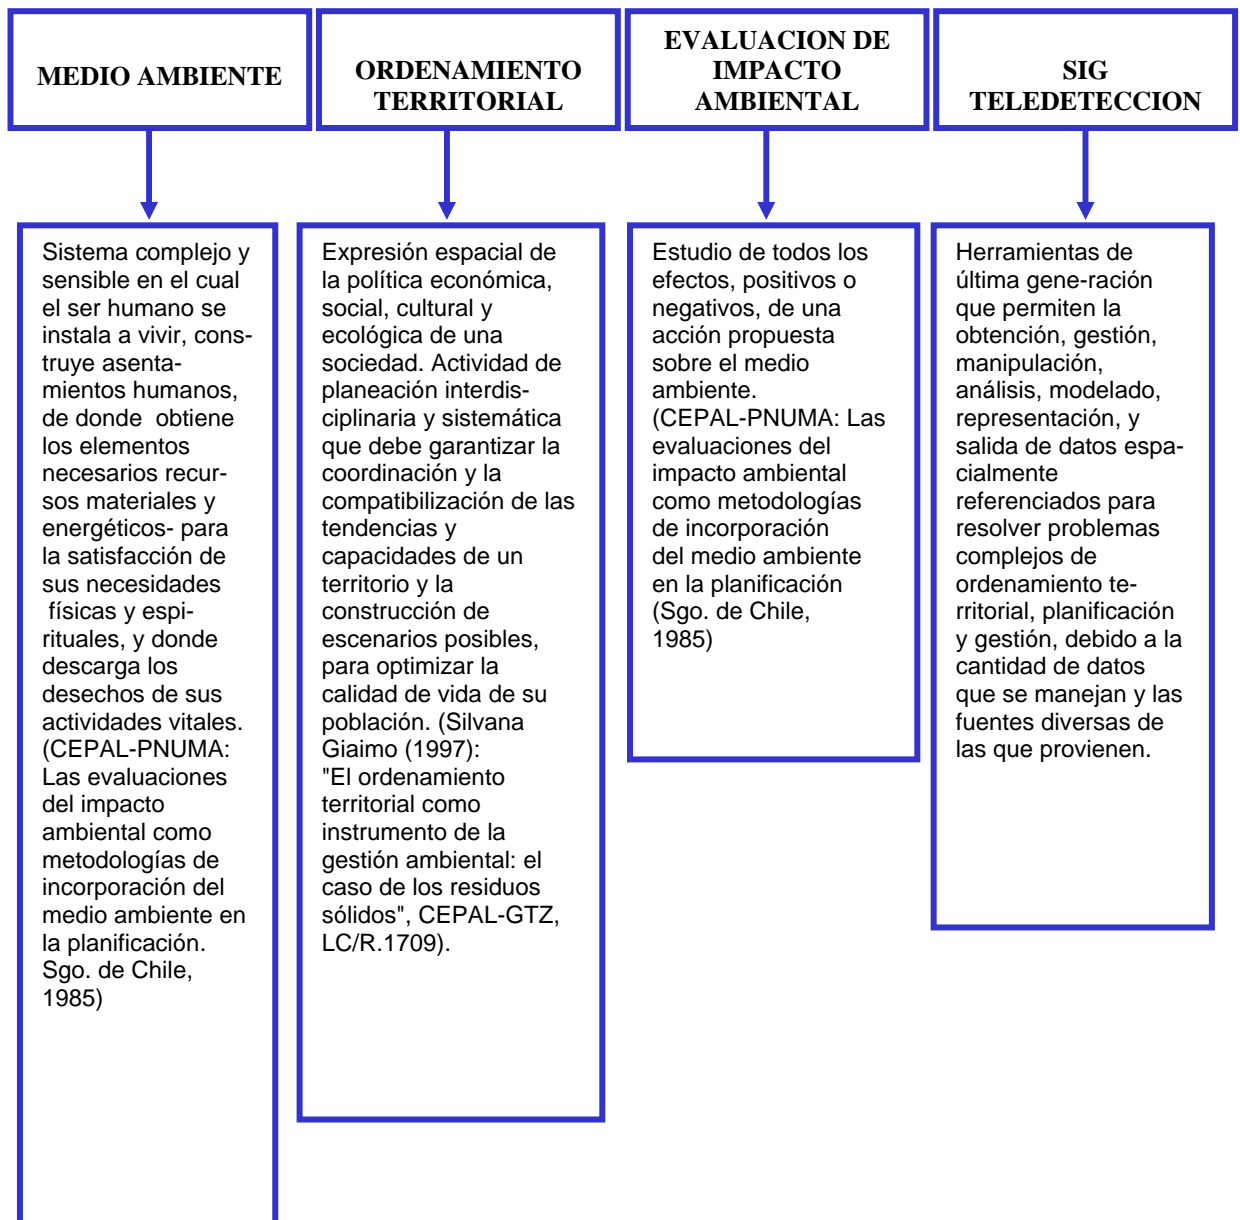 MEDIO AMBIENTE
ORDENAMIENTO
TERRITORIAL
EVALUACION DE
IMPACTO
AMBIENTAL
SIG
TELEDETECCION
Sistema complejo y
sensible en el cual
el ser humano se
instala a vivir, cons-
truye asenta-
mientos humanos,
de donde obtiene
los elementos
necesarios recur-
sos materiales y
energéticos- para
la satisfacción de
sus necesidades
físicas y espi-
rituales, y donde
descarga los
desechos de sus
actividades vitales.
(CEPAL-PNUMA:
Las evaluaciones
del impacto
ambiental como
metodologías de
incorporación del
medio ambiente en
la planificación.
Sgo. de Chile,
1985)
Expresión espacial de
la política económica,
social, cultural y
ecológica de una
sociedad. Actividad de
planeación interdis-
ciplinaria y sistemática
que debe garantizar la
coordinación y la
compatibilización de las
tendencias y
capacidades de un
territorio y la
construcción de
escenarios posibles,
para optimizar la
calidad de vida de su
población. (Silvana
Giaimo (1997):
"El ordenamiento
territorial como
instrumento de la
gestión ambiental: el
caso de los residuos
sólidos", CEPAL-GTZ,
LC/R.1709).
Estudio de todos los
efectos, positivos o
negativos, de una
acción propuesta
sobre el medio
ambiente.
(CEPAL-PNUMA: Las
evaluaciones del
impacto ambiental
como metodologías
de incorporación
del medio ambiente
en la planificación
(Sgo. de Chile,
1985)
Herramientas de
última gene-ración
que permiten la
obtención, gestión,
manipulación,
análisis, modelado,
representación, y
salida de datos espa-
cialmente
referenciados para
resolver problemas
complejos de
ordenamiento te-
rritorial, planificación
y gestión, debido a la
cantidad de datos
que se manejan y las
fuentes diversas de
las que provienen.